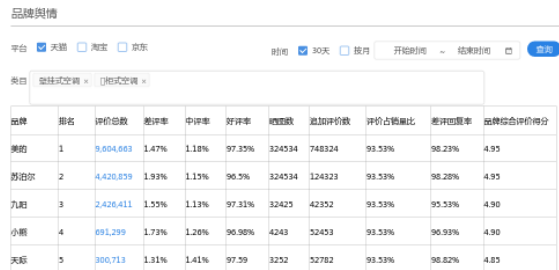 品牌舆情
平台 天猫 淘宝 京东 时间 30天 按月 开始时间 ~ 结束时间 查询
类目 壁挂式空调 × 柜式空调 ×
品牌 排名 评价总数 差评率 中评率 好评率 晒图数 追加评价数 评价占销量比 差评回复率 品牌综合评价得分
美的 1 9,604,663 1.47% 1.18% 97.35% 324534 748324 93.53% 98.23% 4.95
苏泊尔 2 4,420,859 1.93% 1.15% 96.5% 324534 124323 93.53% 98.28% 4.95
九阳 3 2,426,411 1.55% 1.13% 97.31% 32425 42352 93.53% 95.53% 4.90
小熊 4 691,299 1.73% 1.26% 96.98% 4243 52453 93.53% 96.93% 4.90
天际 5 300,713 1.31% 1.41% 97.59 3252 52782 93.53% 98.82% 4.85